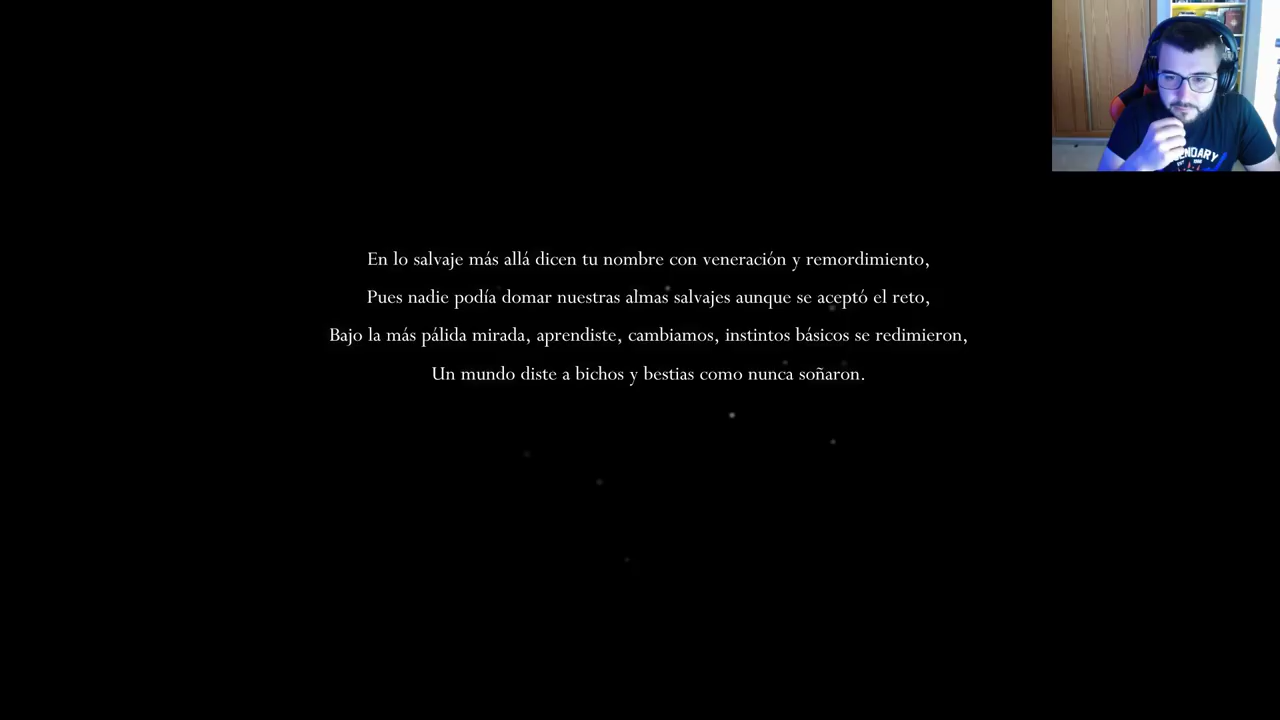 En lo salvaje más allá dicen tu nombre con veneración y remordimiento,
Pues nadie podía domar nuestras almas salvajes aunque se aceptó el reto,
Bajo la más pálida mirada, aprendiste, cambiamos, instintos básicos se redimieron,
Un mundo diste a bichos y bestias como nunca soñaron.